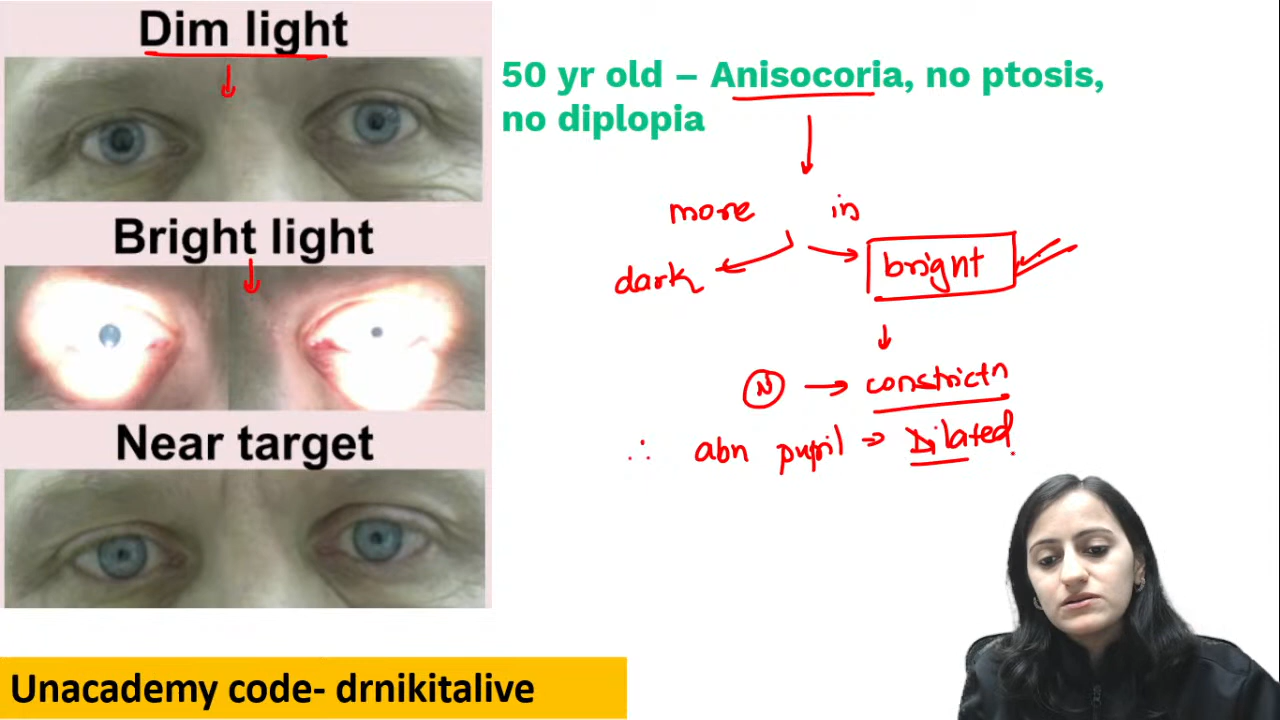 Dim light
50 yr old – Anisocoria, no ptosis,
no diplopia
more in
dark
bright
Bright light
N → constrictn
∴ abn pupil → Dilated
Near target
Unacademy code- drnikitalive